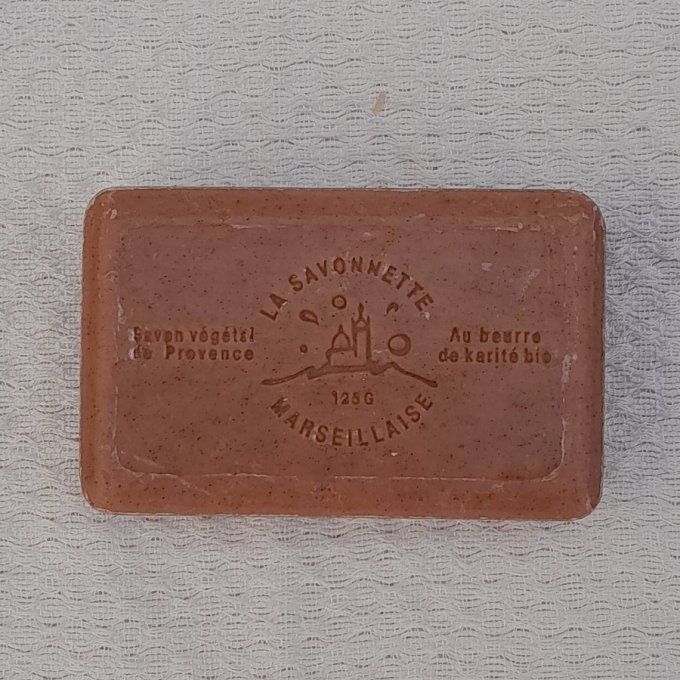 LA SAVONNETTE
Savon végétal
de Provence
Au beurre
de karité bio
125G
MARSEILLAISE